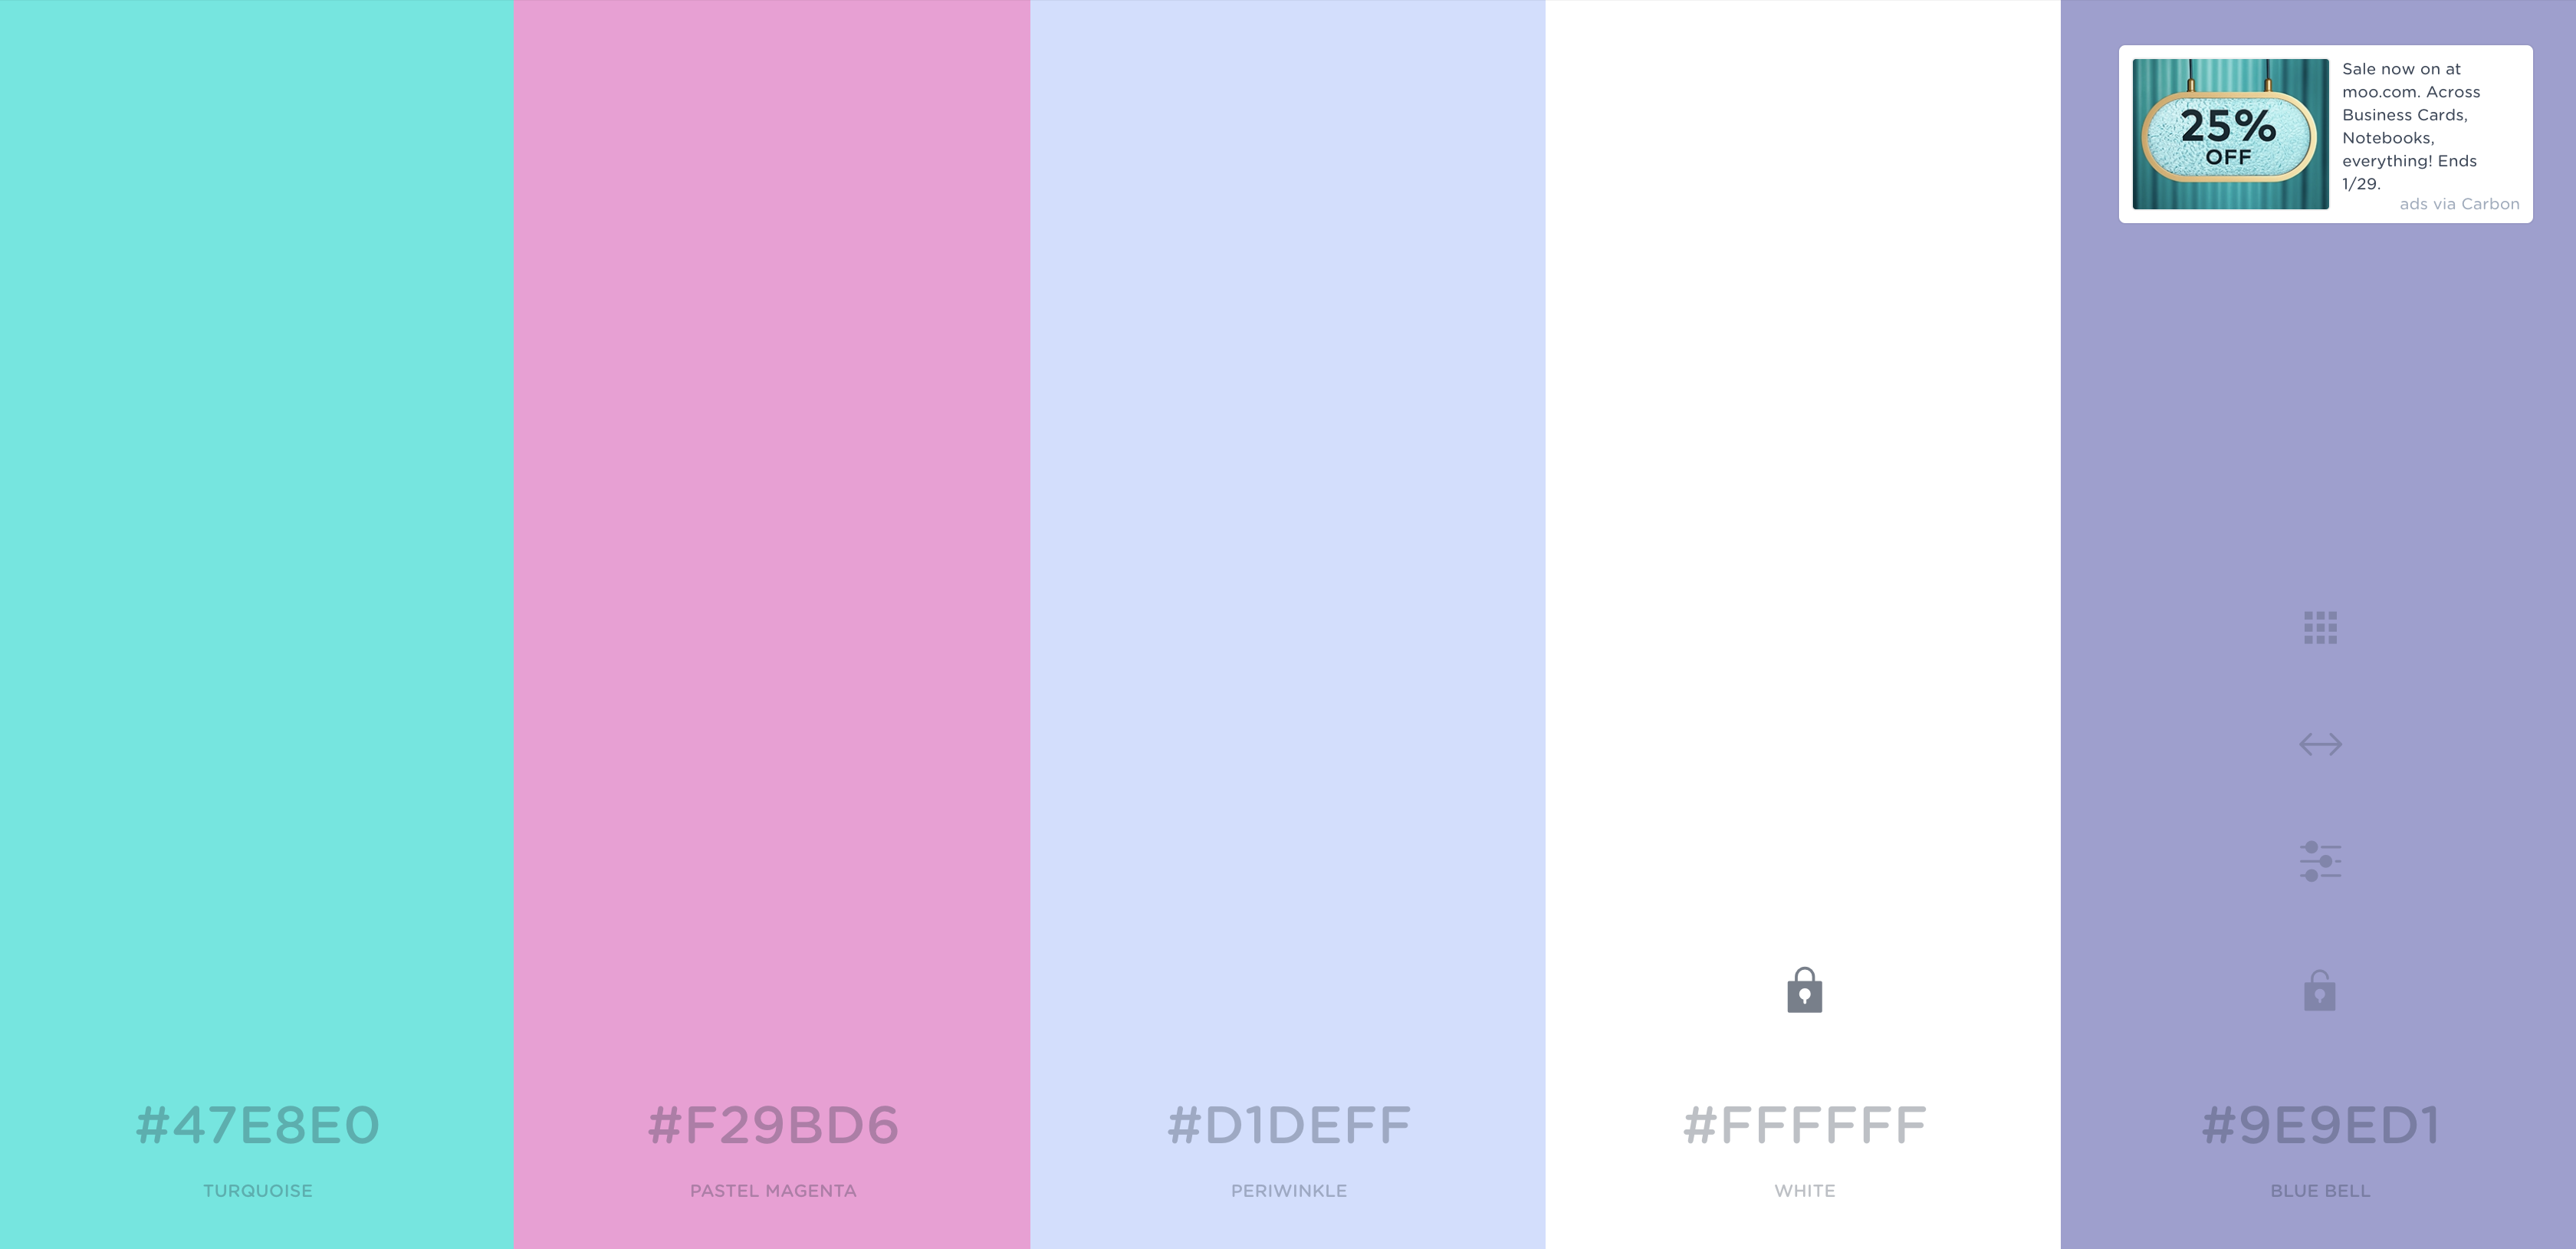 25%
OFF
Sale now on at
moo.com. Across
Business Cards,
Notebooks,
everything! Ends
1/29.
ads via Carbon
#47E8E0
#F29BD6
#D1DEFF
#FFFFFF
#9E9ED1
TURQUOISE
PASTEL MAGENTA
PERIWINKLE
WHITE
BLUE BELL